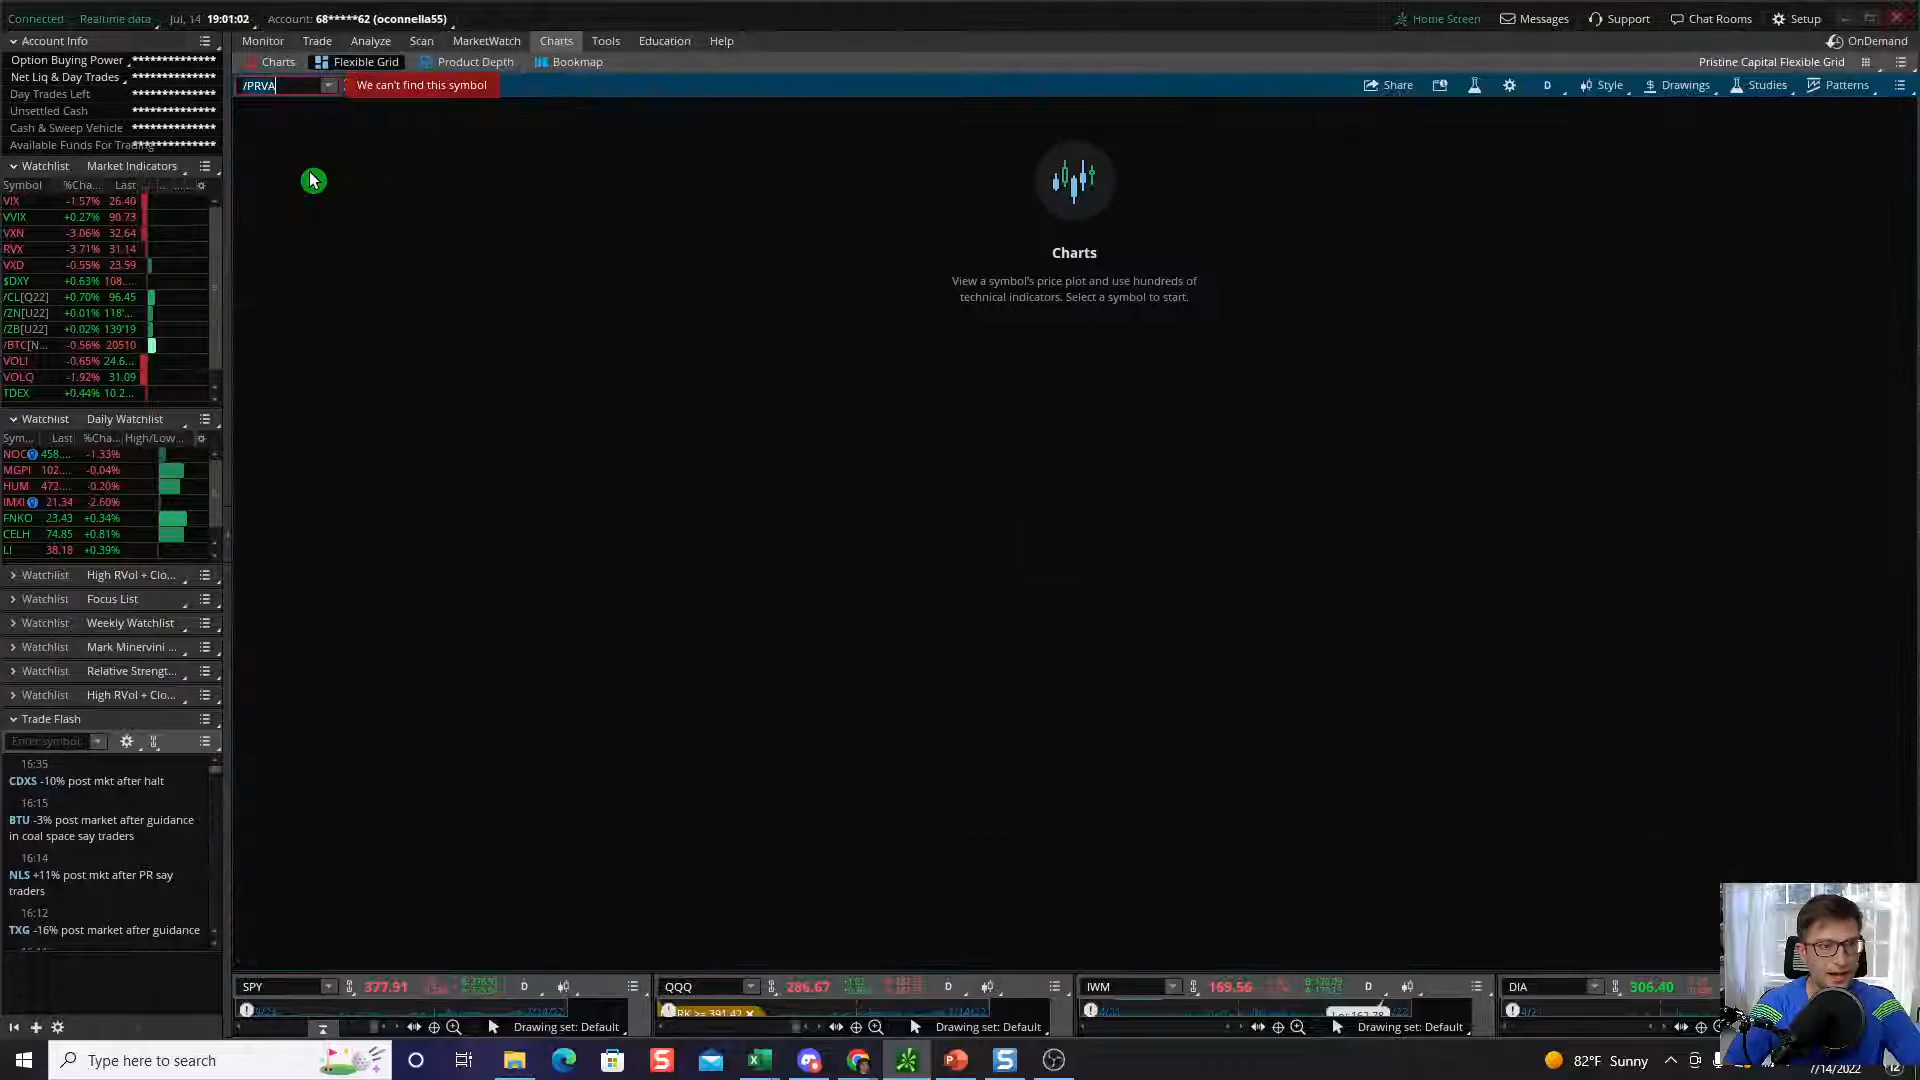 Connected Realtime data Jul, 14 19:01:02 Account: 68*****62 (oconnella55) Home Screen Messages Support Chat Rooms Setup
Account Info Monitor Trade Analyze Scan MarketWatch Charts Tools Education Help OnDemand
Option Buying Power **************
Charts Flexible Grid Product Depth Bookmap Pristine Capital Flexible Grid
Net Liq & Day Trades **************
/PRVA We can't find this symbol Share D Style Drawings Studies Patterns
Day Trades Left **************
Unsettled Cash **************
Cash & Sweep Vehicle **************
Available Funds For Trading **************
Watchlist Market Indicators
Symbol %Cha... Last
VIX -1.57% 26.40
VVIX +0.27% 90.73
VXN -3.06% 32.64
RVX -3.71% 31.14
VXD -0.55% 23.59
$DXY +0.63% 108....
/CL[Q22] +0.70% 96.45
/ZN[U22] +0.01% 118'...
/ZB[U22] +0.02% 139'19
/BTC[N... -0.56% 20510
VOLI -0.65% 24.6...
VOLQ -1.92% 31.09
TDEX +0.44% 10.2...
Charts
View a symbol's price plot and use hundreds of
technical indicators. Select a symbol to start.
Watchlist Daily Watchlist
Sym... Last %Cha... High/Low...
NOC 458.... -1.33%
MGPI 102.... -0.04%
HUM 472.... -0.20%
IMXI 21.34 -2.60%
FNKO 23.43 +0.34%
CELH 74.85 +0.81%
LI 38.18 +0.39%
Watchlist High RVol + Clo...
Watchlist Focus List
Watchlist Weekly Watchlist
Watchlist Mark Minervini ...
Watchlist Relative Strengt...
Watchlist High RVol + Clo...
Trade Flash
Enter symbol
16:35
CDXS -10% post mkt after halt
16:15
BTU -3% post market after guidance
in coal space say traders
16:14
NLS +11% post mkt after PR say
traders
16:12
TXG -16% post market after guidance
SPY 377.91 D QQQ 286.67 D IWM 169.56 D DIA 306.40
Drawing set: Default Drawing set: Default Drawing set: Default
Type here to search 82°F Sunny
7/14/2022